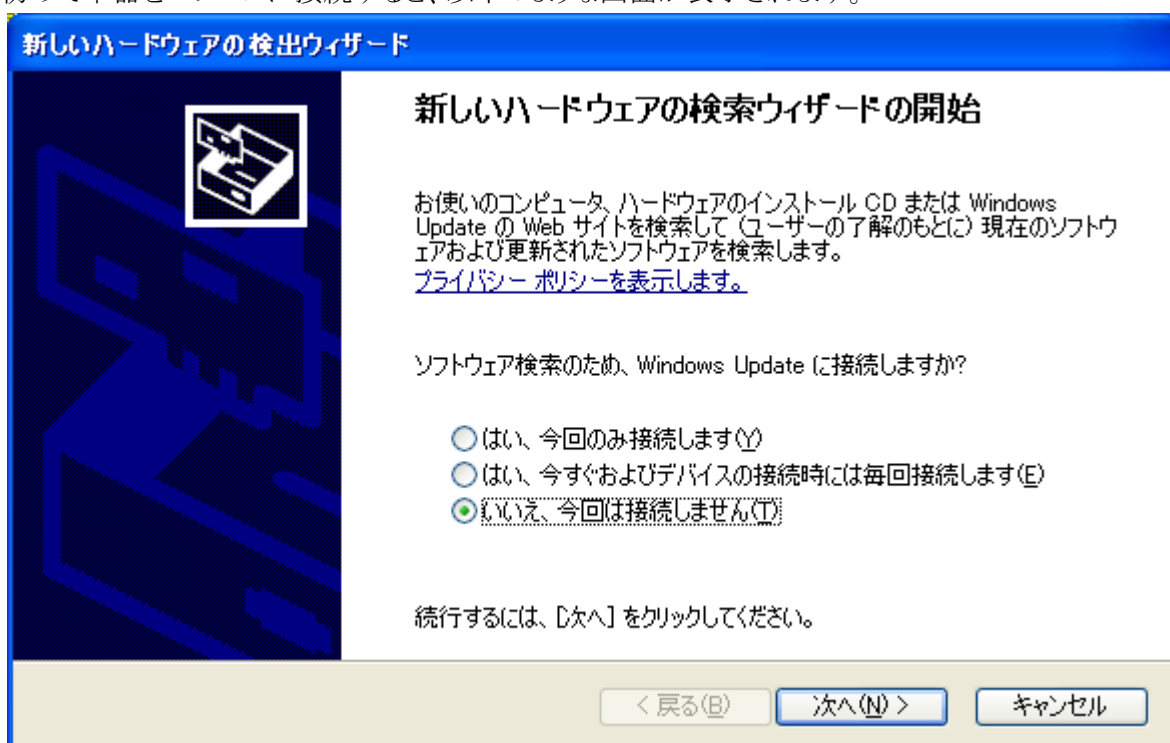 新しいハードウェアの検出ウィザード
新しいハードウェアの検索ウィザードの開始
お使いのコンピュータ、ハードウェアのインストール CD または Windows
Update の Web サイトを検索して (ユーザーの了解のもとに) 現在のソフトウ
ェアおよび更新されたソフトウェアを検索します。
プライバシー ポリシーを表示します。
ソフトウェア検索のため、Windows Update に接続しますか?
はい、今回のみ接続します(Y)
はい、今すぐおよびデバイスの接続時には毎回接続します(E)
いいえ、今回は接続しません(T)
続行するには、[次へ] をクリックしてください。
< 戻る(B)
次へ(N) >
キャンセル